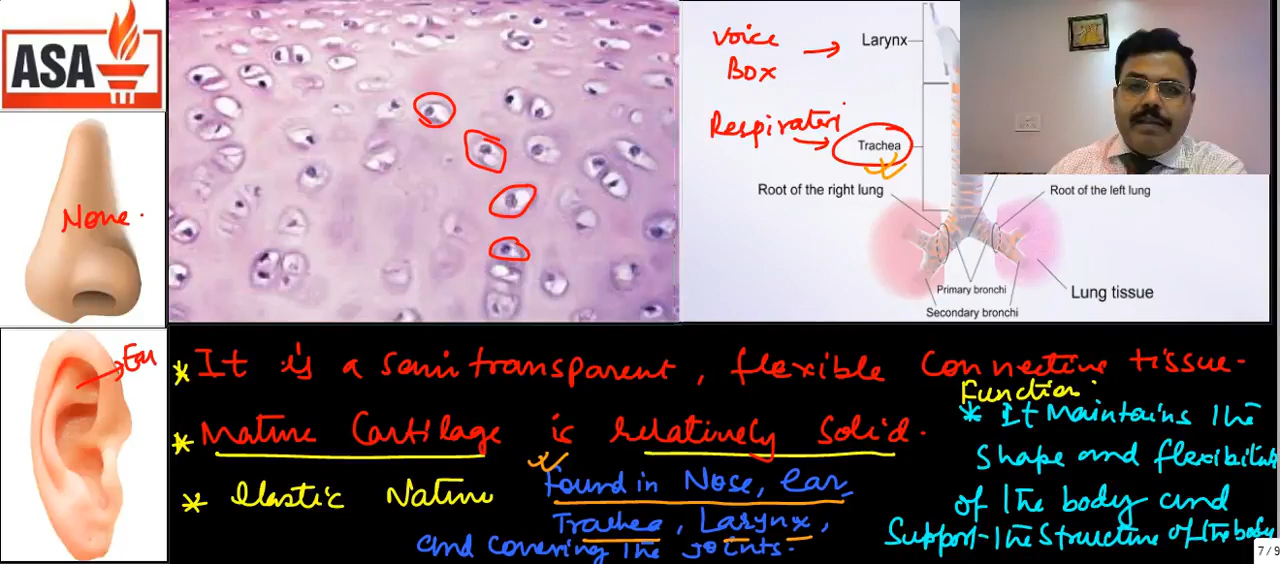 ASA
None.
Ear
Voice
Box
Larynx
Respiratori
Trachea
Root of the right lung
Root of the left lung
Primary bronchi
Secondary bronchi
Lung tissue
* It is a semitransparent, flexible connective tissue.
* Mature Cartilage is relatively solid.
* Elastic Nature
Found in Nose, Ear,
Trachea, Larynx,
and covering the joints.
Function:
* It Maintains the
shape and flexibility
of the body and
Support the Structure of the body
7 / 9